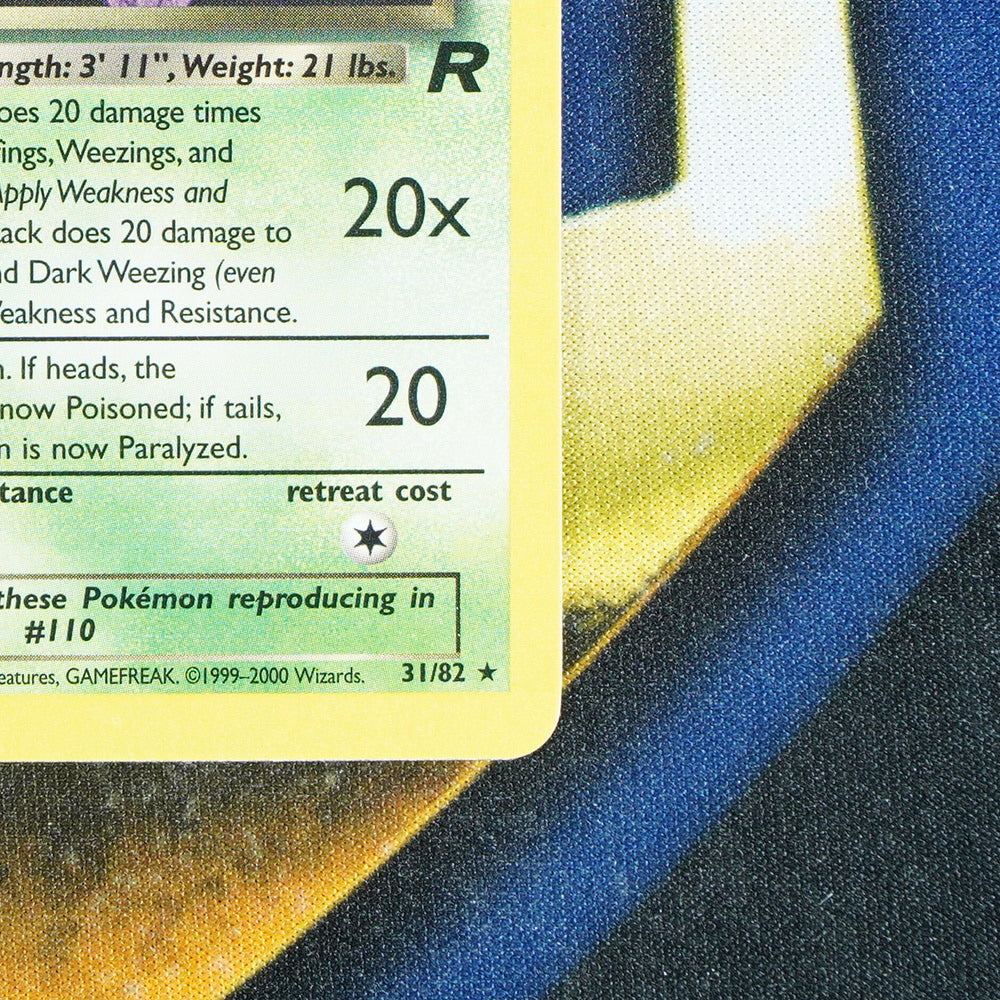 ngth: 3' 11", Weight: 21 lbs. R
oes 20 damage times
ings, Weezings, and
Apply Weakness and
20x
ack does 20 damage to
nd Dark Weezing (even
eakness and Resistance.
n. If heads, the
now Poisoned; if tails,
20
n is now Paralyzed.
tance
retreat cost
these Pokémon reproducing in
#110
eatures, GAMEFREAK. ©1999–2000 Wizards. 31/82 ★